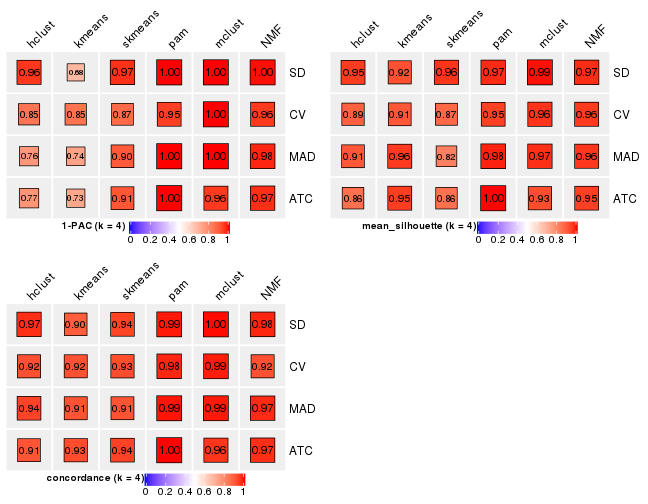 hclust kmeans skmeans pam mclust NMF
0.96 0.68 0.97 1.00 1.00 1.00 SD
0.85 0.85 0.87 0.95 1.00 0.96 CV
0.76 0.74 0.90 1.00 1.00 0.98 MAD
0.77 0.73 0.91 1.00 0.96 0.97 ATC
1-PAC (k = 4)
0 0.2 0.4 0.6 0.8 1
hclust kmeans skmeans pam mclust NMF
0.95 0.92 0.96 0.97 0.99 0.97 SD
0.89 0.91 0.87 0.95 0.96 0.96 CV
0.91 0.96 0.82 0.98 0.97 0.96 MAD
0.86 0.95 0.86 1.00 0.93 0.95 ATC
mean_silhouette (k = 4)
0 0.2 0.4 0.6 0.8 1
hclust kmeans skmeans pam mclust NMF
0.97 0.90 0.94 0.99 1.00 0.98 SD
0.92 0.92 0.93 0.98 0.99 0.92 CV
0.94 0.91 0.91 0.99 0.99 0.97 MAD
0.91 0.93 0.94 1.00 0.96 0.97 ATC
concordance (k = 4)
0 0.2 0.4 0.6 0.8 1